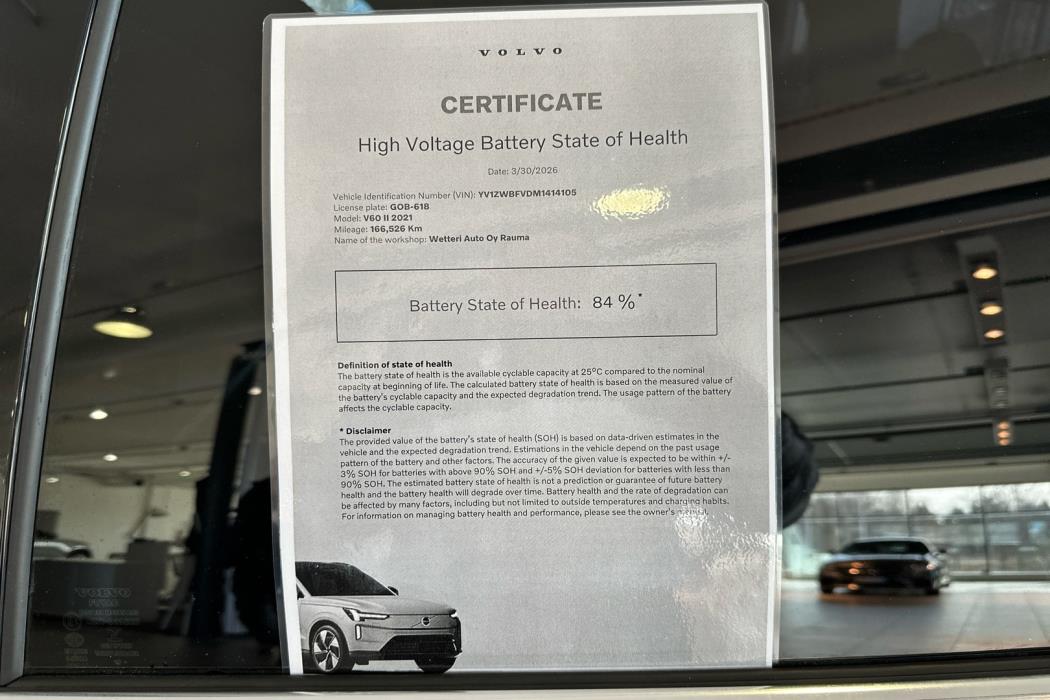 VOLVO
CERTIFICATE
High Voltage Battery State of Health
Date: 3/30/2026
Vehicle Identification Number (VIN): YV1ZWBFVDM1414105
License plate: GOB-618
Model: V60 II 2021
Mileage: 166,526 Km
Name of the workshop: Wetteri Auto Oy Rauma
Battery State of Health: 84 %*
Definition of state of health
The battery state of health is the available cyclable capacity at 25°C compared to the nominal
capacity at beginning of life. The calculated battery state of health is based on the measured value of
the battery's cyclable capacity and the expected degradation trend. The usage pattern of the battery
affects the cyclable capacity.
* Disclaimer
The provided value of the battery's state of health (SOH) is based on data-driven estimates in the
vehicle and the expected degradation trend. Estimations in the vehicle depend on the past usage
pattern of the battery and other factors. The accuracy of the given value is expected to be within +/-
3% SOH for batteries with above 90% SOH and +/-5% SOH deviation for batteries with less than
90% SOH. The estimated battery state of health is not a prediction or guarantee of future battery
health and the battery health will degrade over time. Battery health and the rate of degradation can
be affected by many factors, including but not limited to outside temperatures and charging habits.
For information on managing battery health and performance, please see the owner's manual.
VOLVO